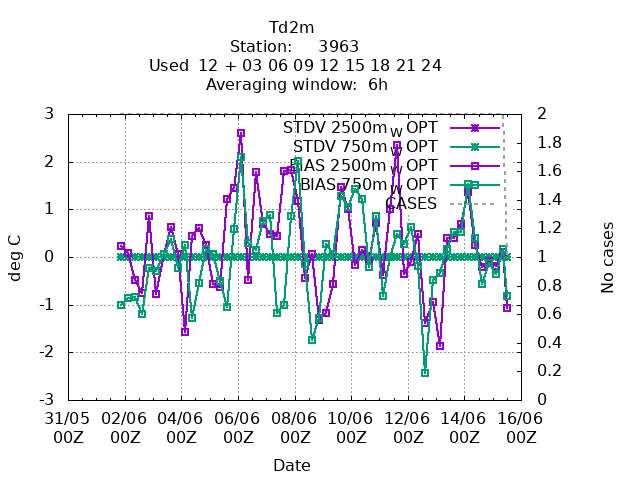 Td2m
Station: 3963
Used 12 + 03 06 09 12 15 18 21 24
Averaging window: 6h
3 2
STDV 2500m_W OPT
1.8
STDV 750m_W OPT
2 1.6
BIAS 2500m_W OPT
BIAS 750m_W OPT
1.4
CASES
1 1.2
0 1
deg C No cases
0.8
-1 0.6
-2 0.4
0.2
-3 0
31/05 02/06 04/06 06/06 08/06 10/06 12/06 14/06 16/06
00Z 00Z 00Z 00Z 00Z 00Z 00Z 00Z 00Z
Date